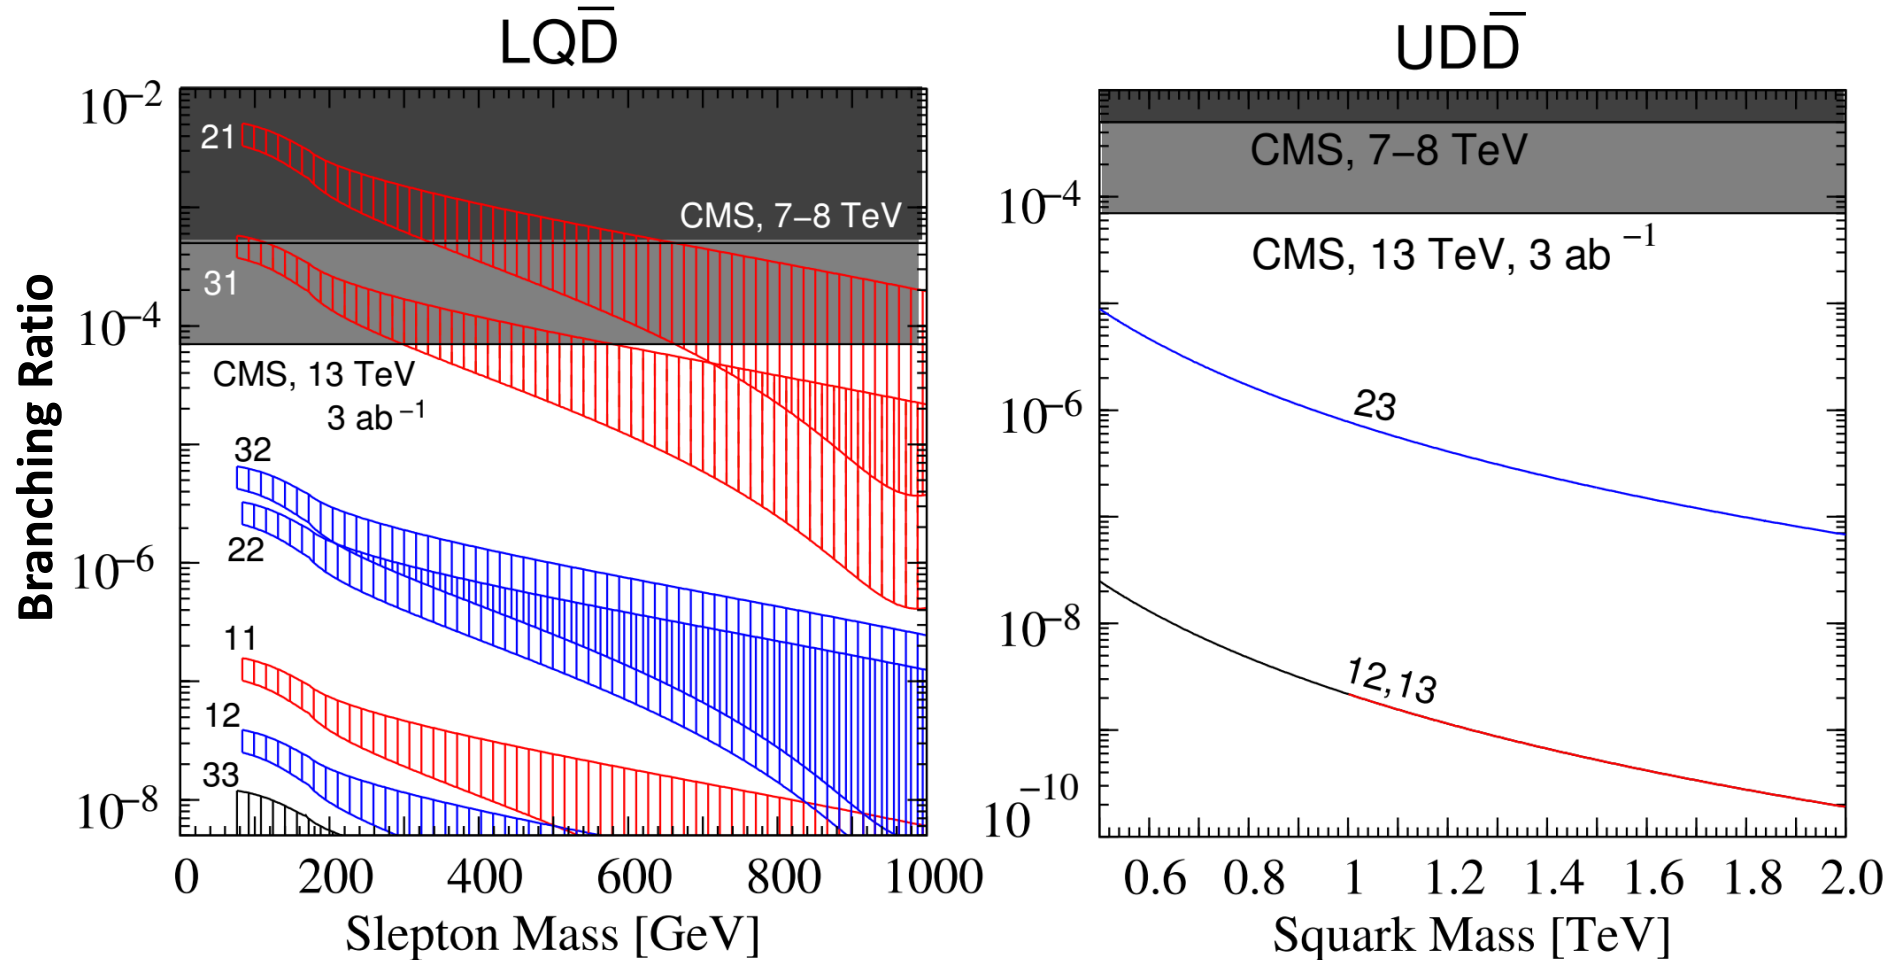 LQD̅
UDD̅
Branching Ratio
10⁻²
10⁻⁴
10⁻⁶
10⁻⁸
21
31
CMS, 7–8 TeV
CMS, 13 TeV
3 ab⁻¹
32
22
11
12
33
0 200 400 600 800 1000
Slepton Mass [GeV]
10⁻⁴
10⁻⁶
10⁻⁸
10⁻¹⁰
CMS, 7–8 TeV
CMS, 13 TeV, 3 ab⁻¹
23
12,13
0.6 0.8 1 1.2 1.4 1.6 1.8 2.0
Squark Mass [TeV]